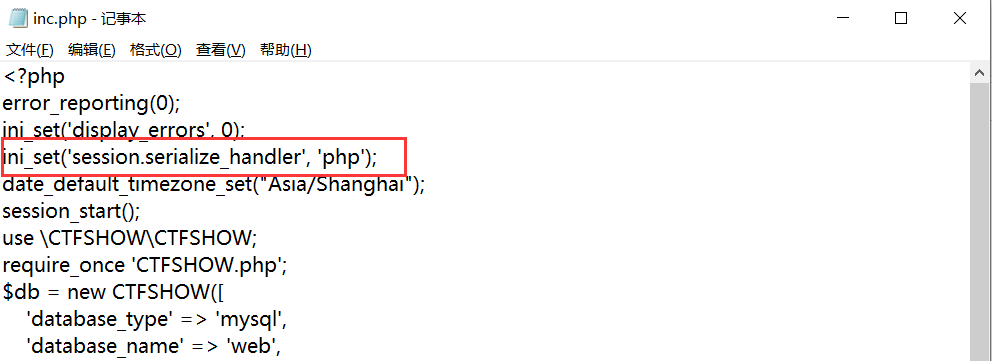 inc.php - 记事本
文件(F) 编辑(E) 格式(O) 查看(V) 帮助(H)
<?php
error_reporting(0);
ini_set('display_errors', 0);
ini_set('session.serialize_handler', 'php');
date_default_timezone_set("Asia/Shanghai");
session_start();
use \CTFSHOW\CTFSHOW;
require_once 'CTFSHOW.php';
$db = new CTFSHOW([
    'database_type' => 'mysql',
    'database_name' => 'web',